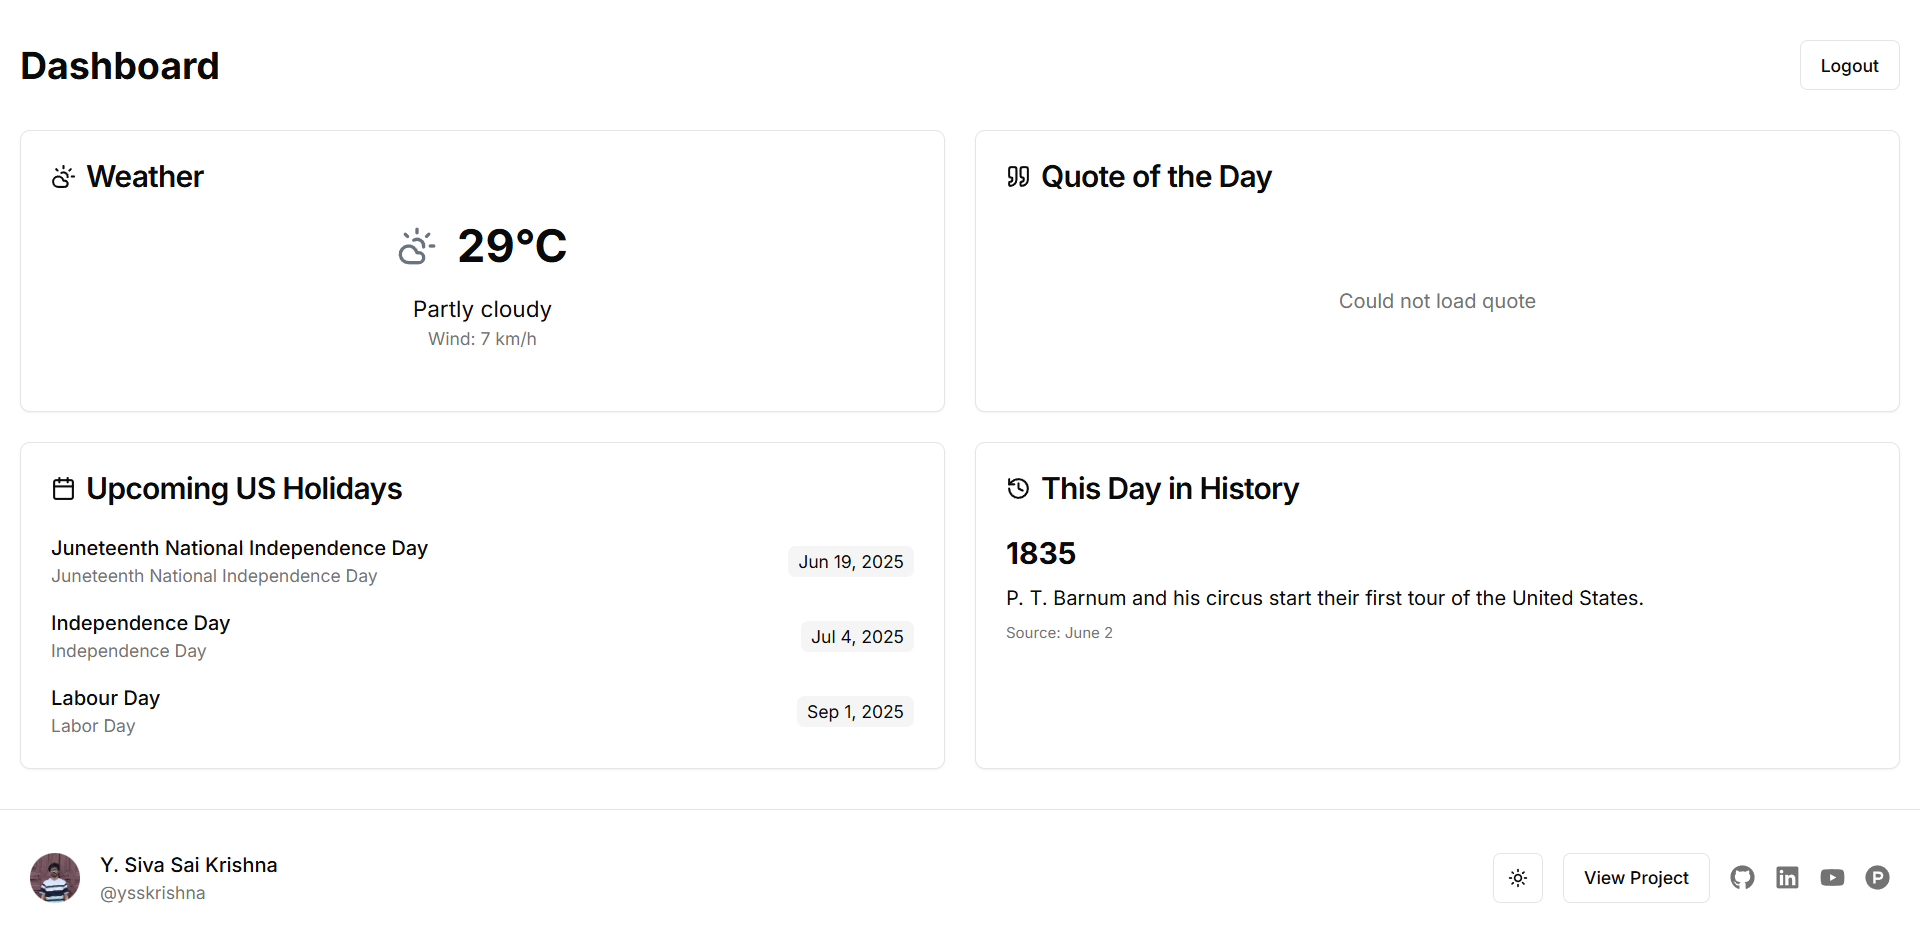 Dashboard
Logout
Weather
29°C
Partly cloudy
Wind: 7 km/h
Quote of the Day
Could not load quote
Upcoming US Holidays
Juneteenth National Independence Day
Juneteenth National Independence Day
Jun 19, 2025
Independence Day
Independence Day
Jul 4, 2025
Labour Day
Labor Day
Sep 1, 2025
This Day in History
1835
P. T. Barnum and his circus start their first tour of the United States.
Source: June 2
Y. Siva Sai Krishna
@ysskrishna
View Project